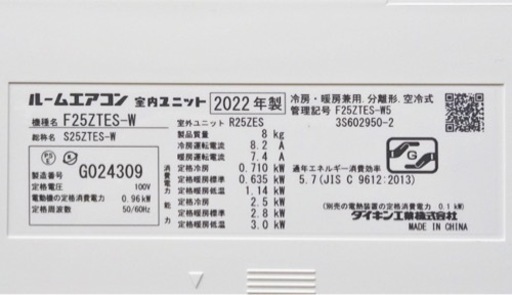 ルームエアコン 室内ユニット 2022年製
機種名 F25ZTES-W
総称名 S25ZTES-W
冷房・暖房兼用.分離形.空冷式
管理記号 F25ZTES-W5
3S602950-2
製造番号 G024309
定格電圧 100V
電動機の定格消費電力 0.96kW
定格周波数 50/60Hz
室外ユニット R25ZES
製品質量 8 kg
冷房運転電流 8.2 A
暖房運転電流 7.4 A
消費電力
定格冷房 0.710 kW
定格暖房標準 0.635 kW
定格暖房低温 1.14 kW
能力
定格冷房 2.5 kW
定格暖房標準 2.8 kW
定格暖房低温 3.0 kW
G
通年エネルギー消費効率
5.7(JIS C 9612:2013)
(別売の電熱装置の定格消費電力 0.1 kW)
ダイキン工業株式会社
MADE IN CHINA